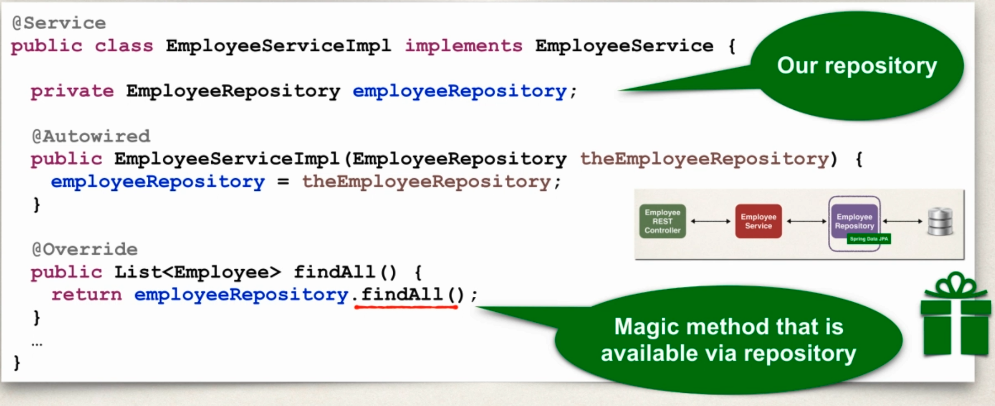 @Service
public class EmployeeServiceImpl implements EmployeeService {
private EmployeeRepository employeeRepository;
@Autowired
public EmployeeServiceImpl(EmployeeRepository theEmployeeRepository) {
employeeRepository = theEmployeeRepository;
}
@Override
public List<Employee> findAll() {
return employeeRepository.findAll();
}
…
}
Our repository
Employee
REST
Controller
Employee
Service
Employee
Repository
Spring Data JPA
Magic method that is
available via repository